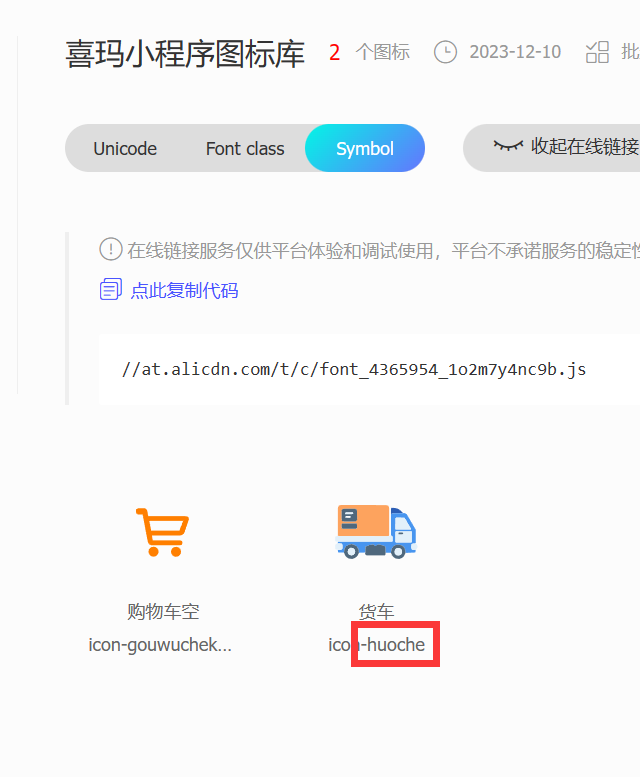 喜玛小程序图标库 2 个图标 2023-12-10 批
Unicode Font class Symbol 收起在线链接
在线链接服务仅供平台体验和调试使用，平台不承诺服务的稳定性
点此复制代码
//at.alicdn.com/t/c/font_4365954_1o2m7y4nc9b.js
购物车空 货车
icon-gouwuchek... icon-huoche